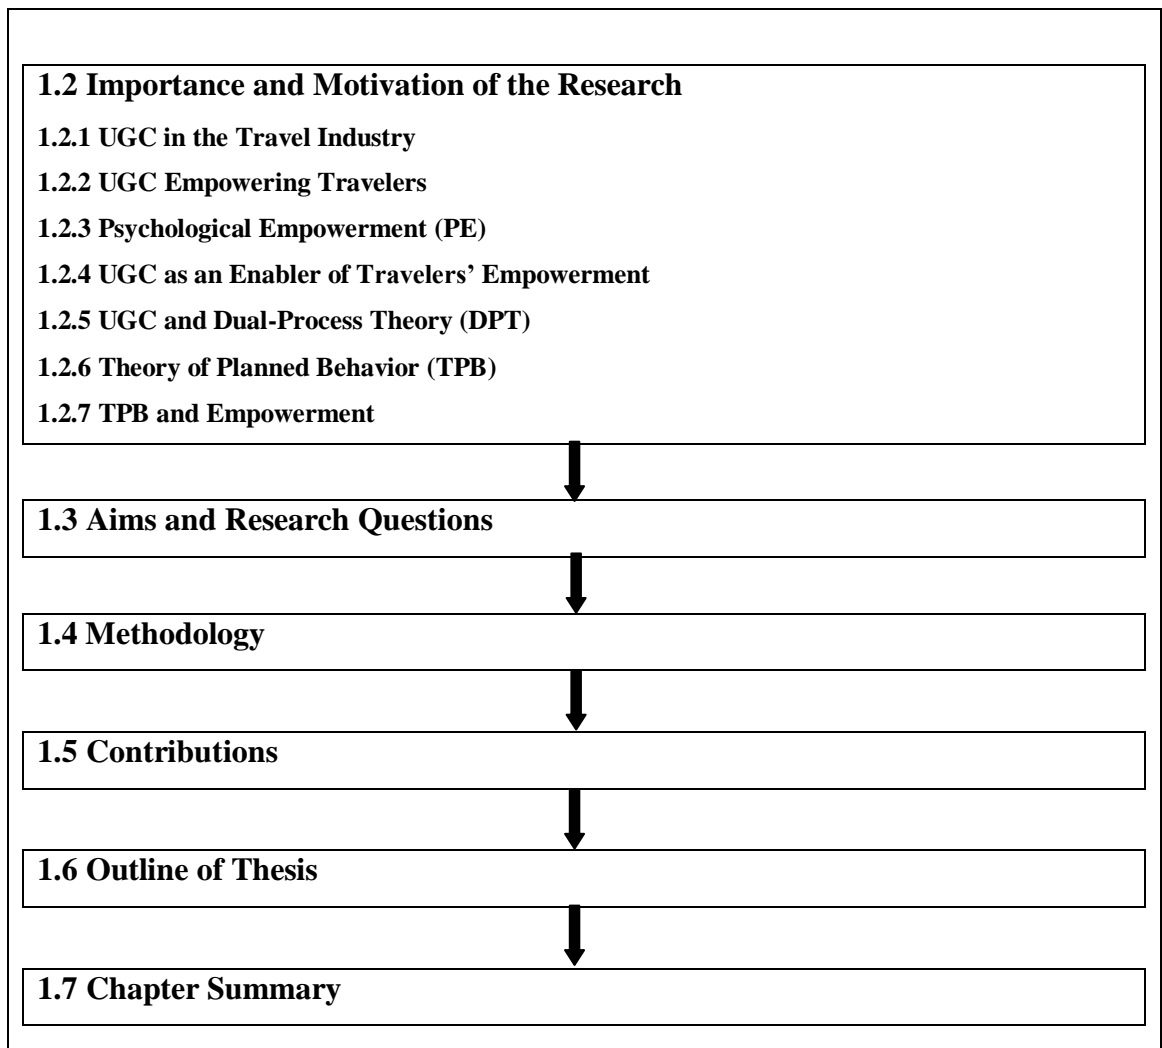 1.2 Importance and Motivation of the Research
1.2.1 UGC in the Travel Industry
1.2.2 UGC Empowering Travelers
1.2.3 Psychological Empowerment (PE)
1.2.4 UGC as an Enabler of Travelers’ Empowerment
1.2.5 UGC and Dual-Process Theory (DPT)
1.2.6 Theory of Planned Behavior (TPB)
1.2.7 TPB and Empowerment
1.3 Aims and Research Questions
1.4 Methodology
1.5 Contributions
1.6 Outline of Thesis
1.7 Chapter Summary